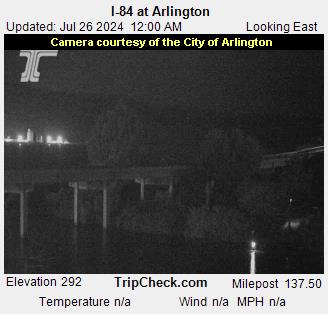 I-84 at Arlington
Updated: Jul 26 2024 12:00 AM Looking East
Camera courtesy of the City of Arlington
Elevation 292 TripCheck.com Milepost 137.50
Temperature n/a Wind n/a MPH n/a